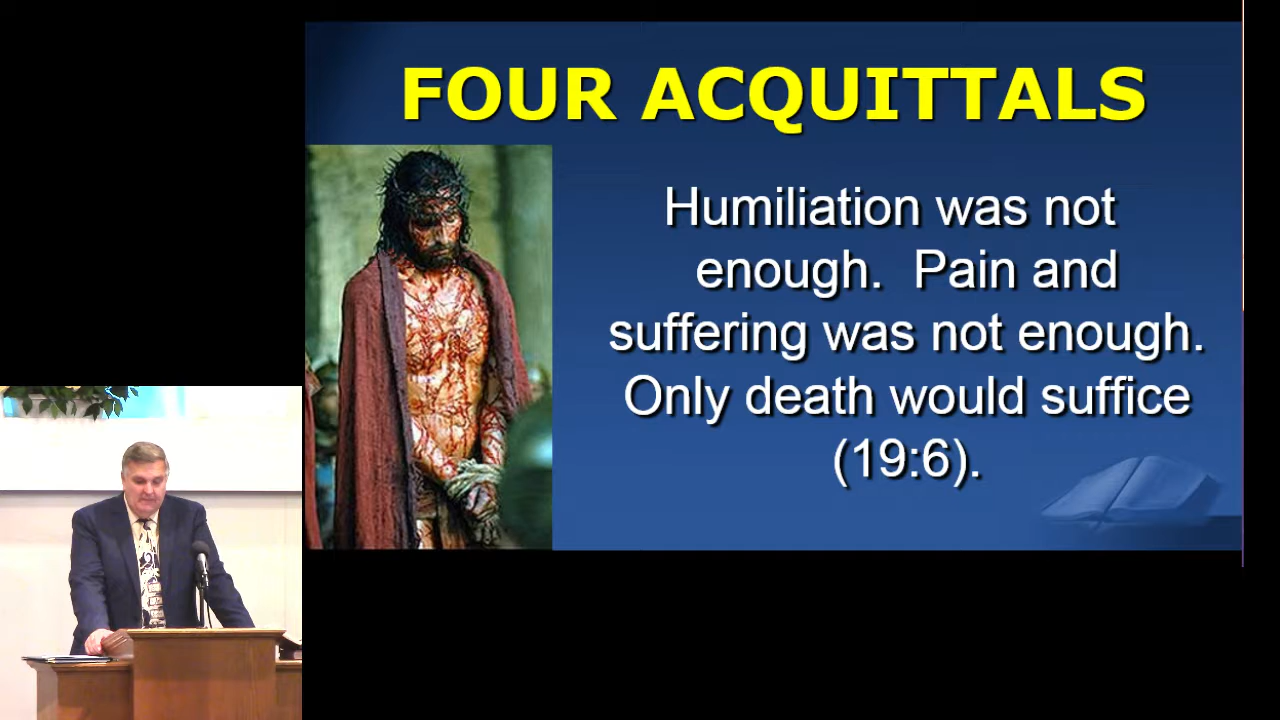 FOUR ACQUITTALS
Humiliation was not
enough. Pain and
suffering was not enough.
Only death would suffice
(19:6).